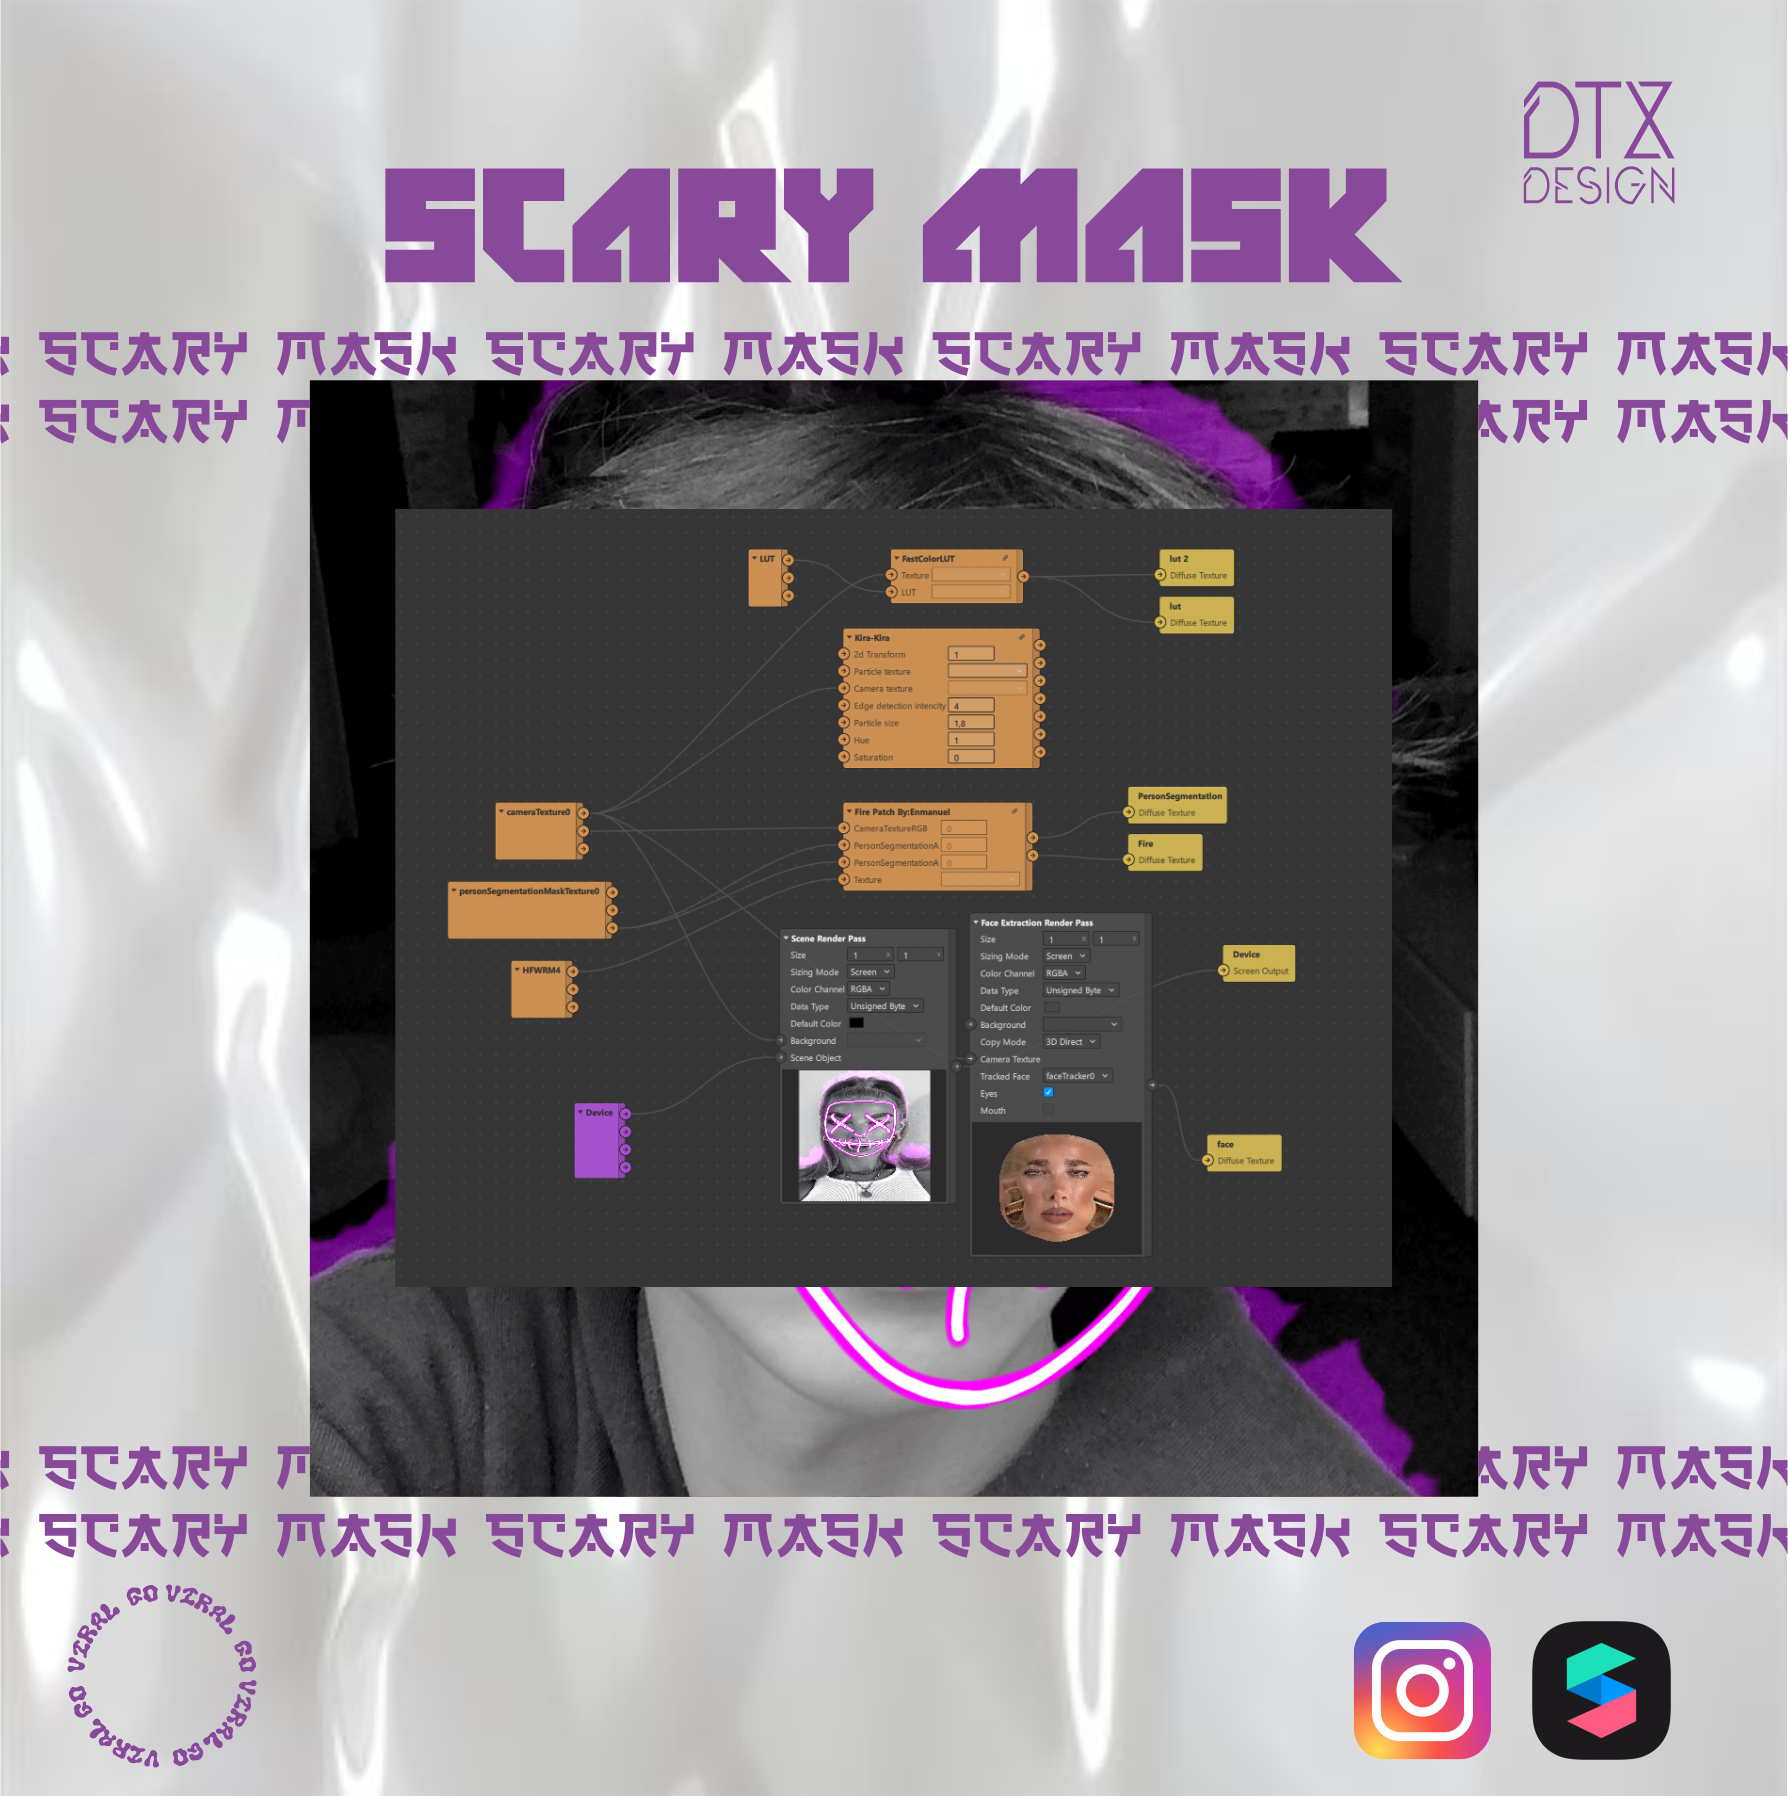 DTX
DESIGN
SCARY MASK
SCARY MASK SCARY MASK SCARY MASK SCARY MASK
SCARY M ARY MASK
LUT
FastColorLUT
Texture
LUT
lut 2
Diffuse Texture
lut
Diffuse Texture
Kira-Kira
2d Transform 1
Particle texture
Camera texture
Edge detection intencity 4
Particle size 1,8
Hue 1
Saturation 0
cameraTexture0
Fire Patch By:Enmanuel
CameraTextureRGB 0
PersonSegmentationA 0
PersonSegmentationA 0
Texture
PersonSegmentation
Diffuse Texture
Fire
Diffuse Texture
personSegmentationMaskTexture0
HFWRM4
Scene Render Pass
Size 1 X 1 Y
Sizing Mode Screen
Color Channel RGBA
Data Type Unsigned Byte
Default Color
Background
Scene Object
Face Extraction Render Pass
Size 1 X 1 Y
Sizing Mode Screen
Color Channel RGBA
Data Type Unsigned Byte
Default Color
Background
Copy Mode 3D Direct
Camera Texture
Tracked Face faceTracker0
Eyes
Mouth
Device
Screen Output
Device
face
Diffuse Texture
SCARY M ARY MASK
SCARY MASK SCARY MASK SCARY MASK SCARY MASK
GO VIRAL GO VIRAL GO VIRAL GO VIRAL